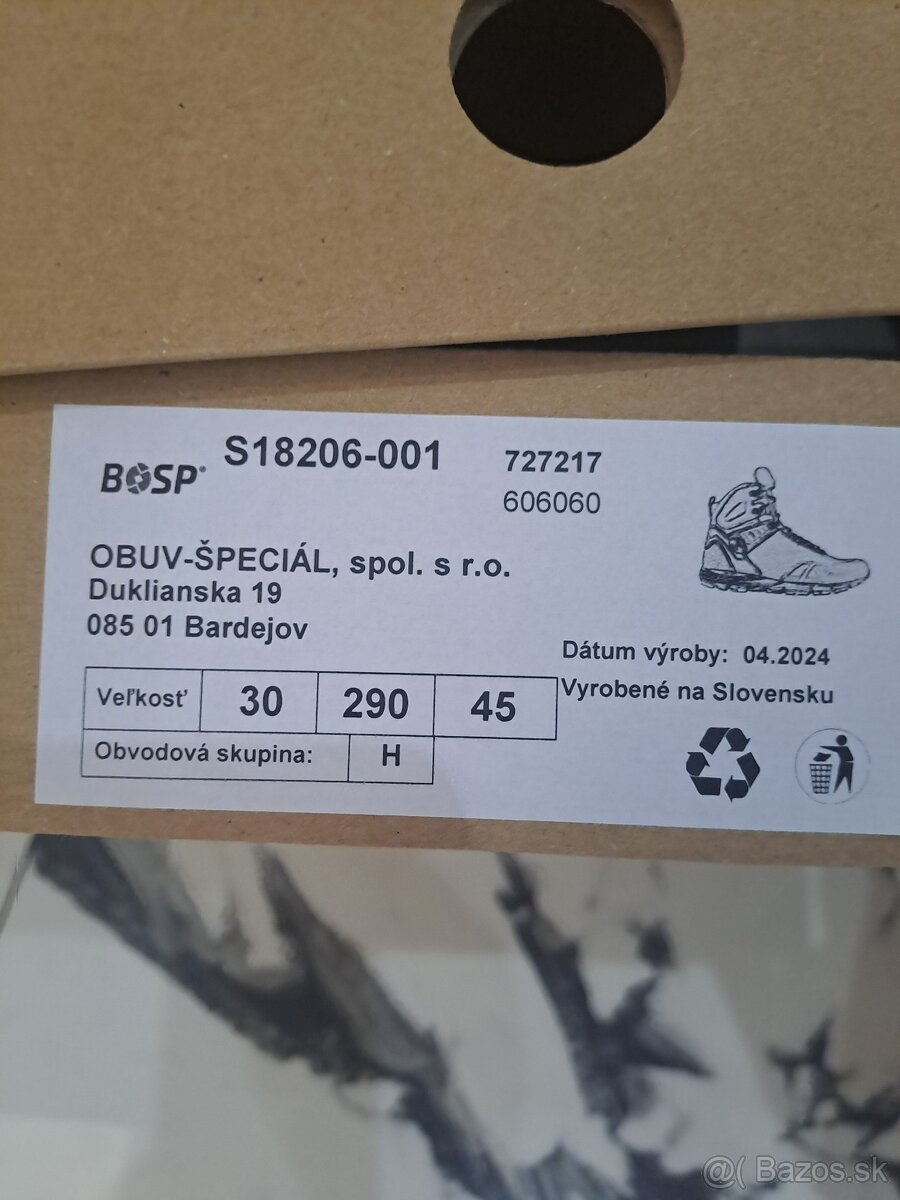 BOSP S18206-001 727217
606060
OBUV-ŠPECIÁL, spol. s r.o.
Duklianska 19
085 01 Bardejov
Dátum výroby: 04.2024
Vyrobené na Slovensku
Veľkosť 30 290 45
Obvodová skupina: H
@( Bazos.sk